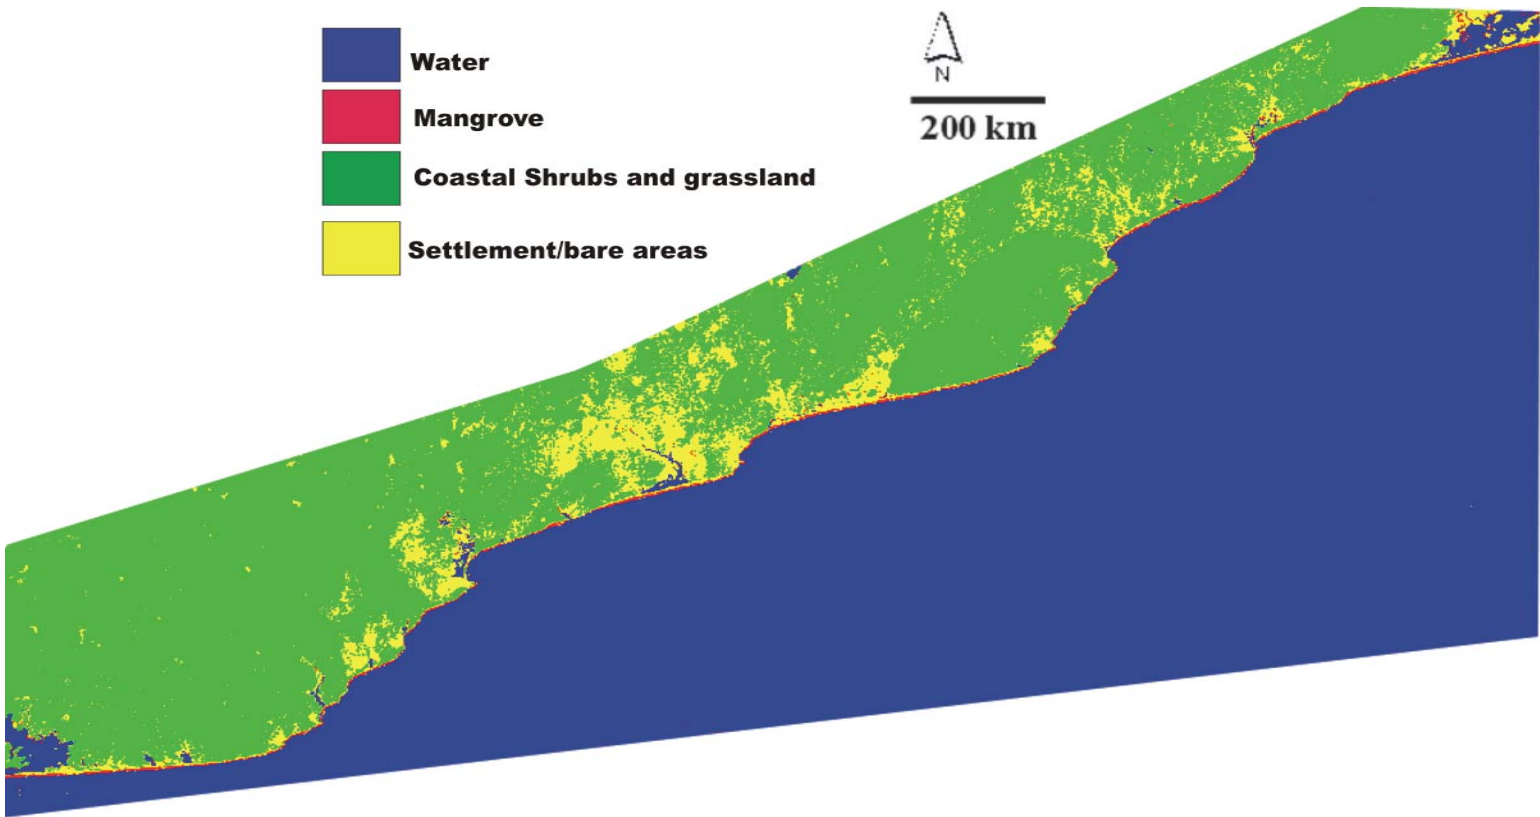 Water
Mangrove
Coastal Shrubs and grassland
Settlement/bare areas
N
200 km